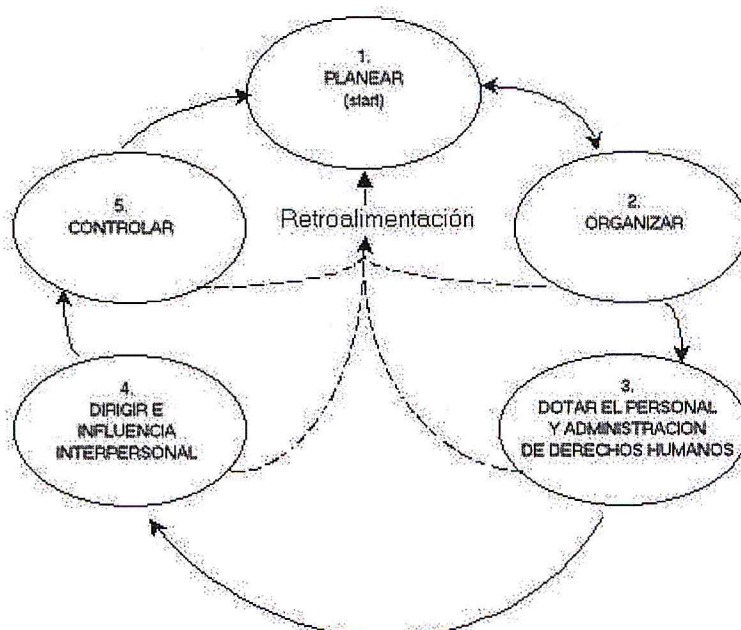 1.
PLANEAR
(start)
5.
CONTROLAR
Retroalimentación
2.
ORGANIZAR
4.
DIRIGIR E
INFLUENCIA
INTERPERSONAL
3.
DOTAR EL PERSONAL
Y ADMINISTRACION
DE DERECHOS HUMANOS